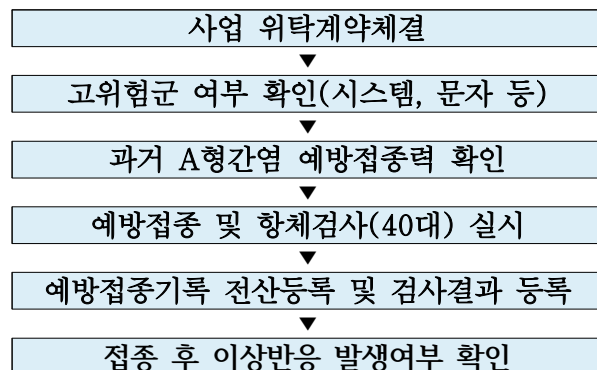 사업 위탁계약체결
▼
고위험군 여부 확인(시스템, 문자 등)
▼
과거 A형간염 예방접종력 확인
▼
예방접종 및 항체검사(40대) 실시
▼
예방접종기록 전산등록 및 검사결과 등록
▼
접종 후 이상반응 발생여부 확인